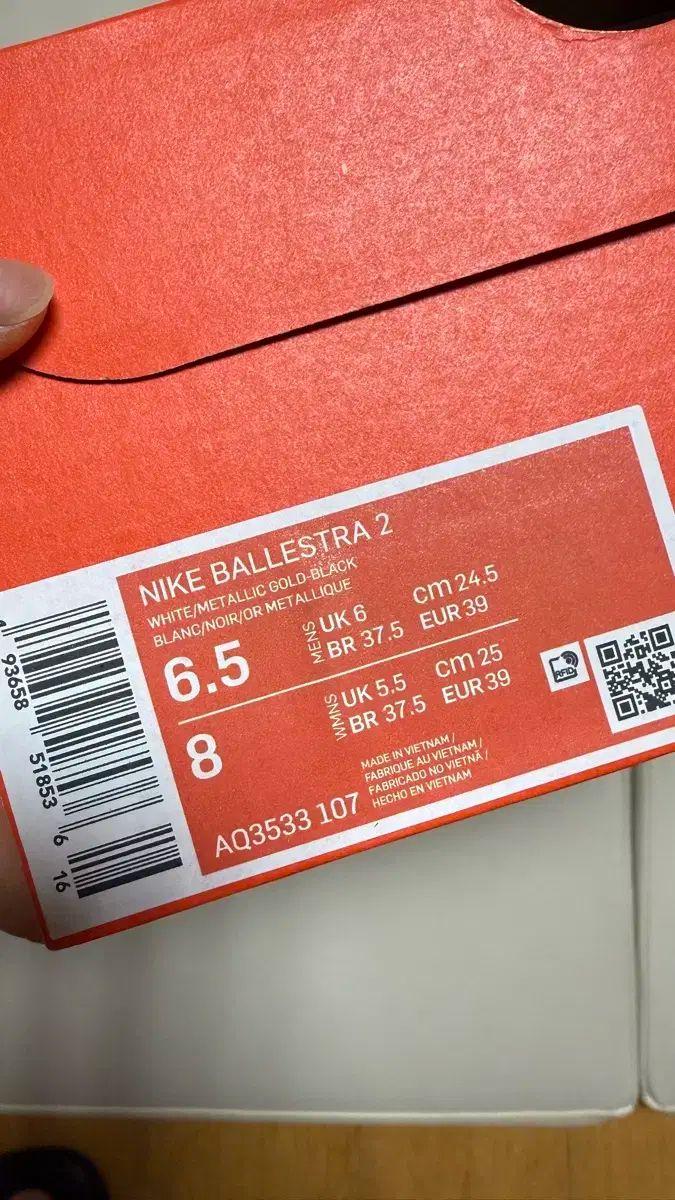 NIKE BALLESTRA 2
WHITE/METALLIC GOLD-BLACK
BLANC/NOIR/OR METALLIQUE
6.5
MENS
UK 6
CM 24.5
BR 37.5
EUR 39
8
WMNS
UK 5.5
CM 25
BR 37.5
EUR 39
AQ3533 107
MADE IN VIETNAM /
FABRIQUE AU VIETNAM /
FABRICADO NO VIETNÃ /
HECHO EN VIETNAM
RFID
93658 51853 6 16